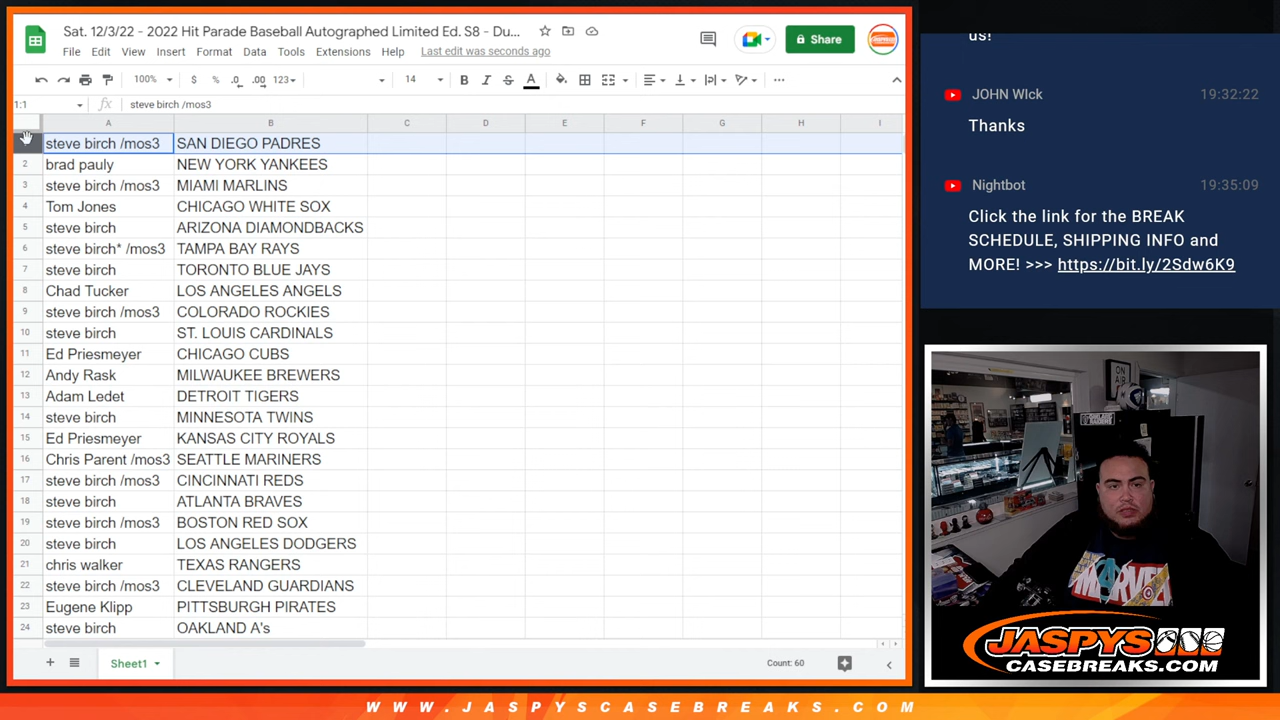 Sat. 12/3/22 - 2022 Hit Parade Baseball Autographed Limited Ed. S8 - Du...
File Edit View Insert Format Data Tools Extensions Help Last edit was seconds ago
Share
100% $ % .0 .00 123 14 B I S A
1:1 fx steve birch /mos3
A B C D E F G H I
steve birch /mos3 SAN DIEGO PADRES
2 brad pauly NEW YORK YANKEES
3 steve birch /mos3 MIAMI MARLINS
4 Tom Jones CHICAGO WHITE SOX
5 steve birch ARIZONA DIAMONDBACKS
6 steve birch* /mos3 TAMPA BAY RAYS
7 steve birch TORONTO BLUE JAYS
8 Chad Tucker LOS ANGELES ANGELS
9 steve birch /mos3 COLORADO ROCKIES
10 steve birch ST. LOUIS CARDINALS
11 Ed Priesmeyer CHICAGO CUBS
12 Andy Rask MILWAUKEE BREWERS
13 Adam Ledet DETROIT TIGERS
14 steve birch MINNESOTA TWINS
15 Ed Priesmeyer KANSAS CITY ROYALS
16 Chris Parent /mos3 SEATTLE MARINERS
17 steve birch /mos3 CINCINNATI REDS
18 steve birch ATLANTA BRAVES
19 steve birch /mos3 BOSTON RED SOX
20 steve birch LOS ANGELES DODGERS
21 chris walker TEXAS RANGERS
22 steve birch /mos3 CLEVELAND GUARDIANS
23 Eugene Klipp PITTSBURGH PIRATES
24 steve birch OAKLAND A's
Sheet1
Count: 60
us!
JOHN WIck 19:32:22
Thanks
Nightbot 19:35:09
Click the link for the BREAK
SCHEDULE, SHIPPING INFO and
MORE! >>> https://bit.ly/2Sdw6K9
ON
AIR
MARVEL
JASPYS
CASEBREAKS.COM
WWW.JASPYSCASEBREAKS.COM